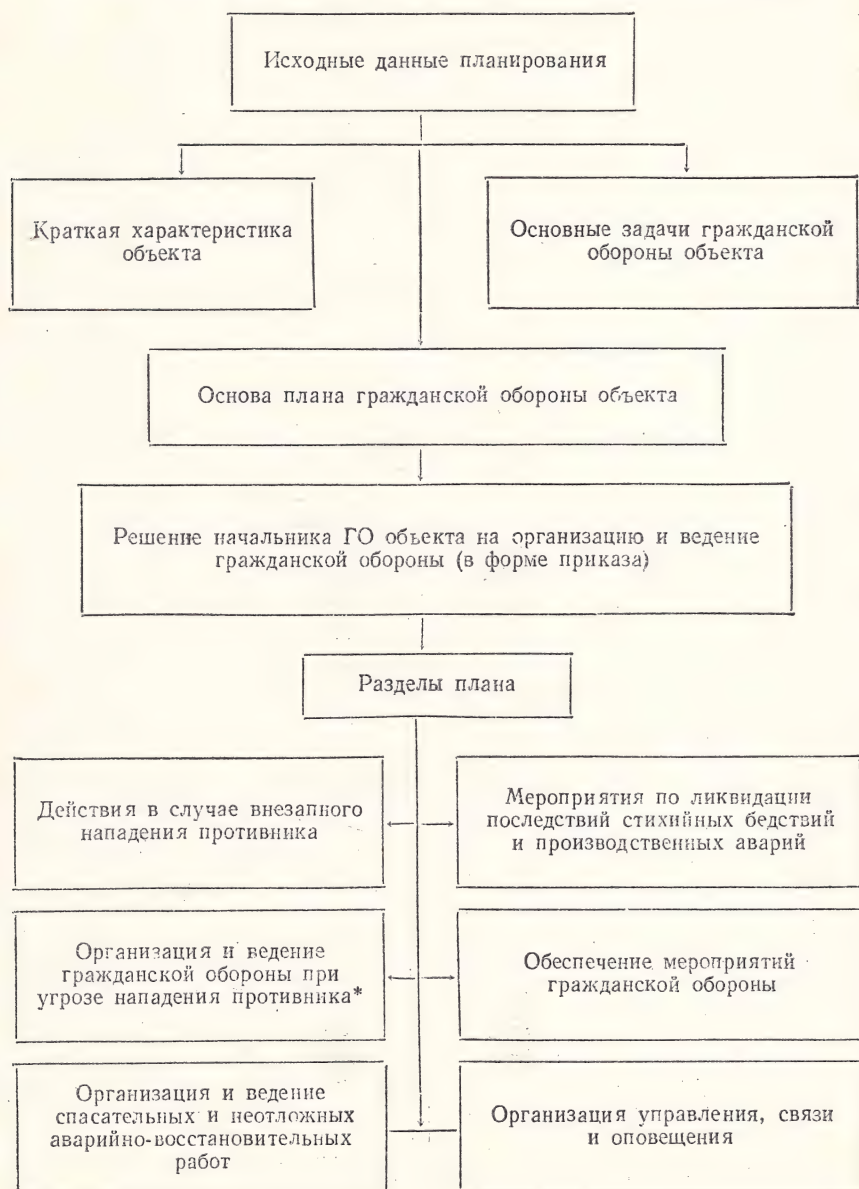 Исходные данные планирования
Краткая характеристика
объекта
Основные задачи гражданской
обороны объекта
Основа плана гражданской обороны объекта
Решение начальника ГО объекта на организацию и ведение
гражданской обороны (в форме приказа)
Разделы плана
Действия в случае внезапного
нападения противника
Мероприятия по ликвидации
последствий стихийных бедствий
и производственных аварий
Организация и ведение
гражданской обороны при
угрозе нападения противника*
Обеспечение мероприятий
гражданской обороны
Организация и ведение
спасательных и неотложных
аварийно-восстановительных
работ
Организация управления, связи
и оповещения